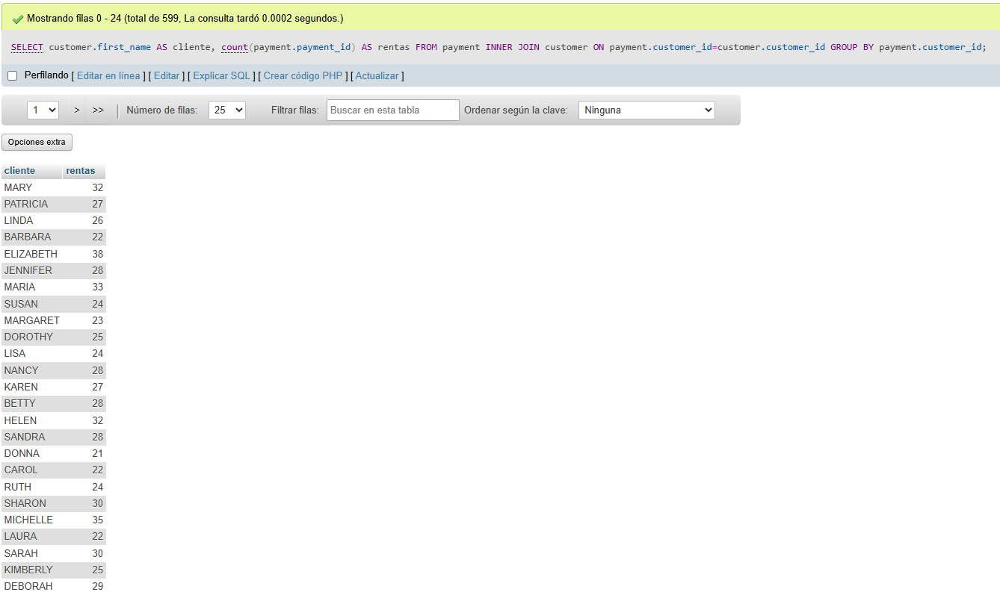 Mostrando filas 0 - 24 (total de 599, La consulta tardó 0.0002 segundos.)
SELECT customer.first_name AS cliente, count(payment.payment_id) AS rentas FROM payment INNER JOIN customer ON payment.customer_id=customer.customer_id GROUP BY payment.customer_id;
Perfilando [ Editar en línea ] [ Editar ] [ Explicar SQL ] [ Crear código PHP ] [ Actualizar ]
1 > >> | Número de filas: 25 Filtrar filas: Buscar en esta tabla Ordenar según la clave: Ninguna
Opciones extra
cliente rentas
MARY 32
PATRICIA 27
LINDA 26
BARBARA 22
ELIZABETH 38
JENNIFER 28
MARIA 33
SUSAN 24
MARGARET 23
DOROTHY 25
LISA 24
NANCY 28
KAREN 27
BETTY 28
HELEN 32
SANDRA 28
DONNA 21
CAROL 22
RUTH 24
SHARON 30
MICHELLE 35
LAURA 22
SARAH 30
KIMBERLY 25
DEBORAH 29